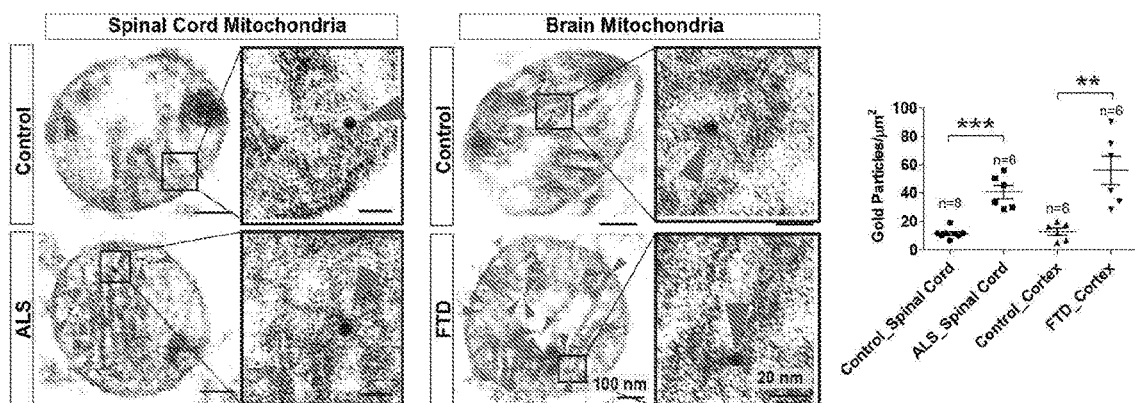 Spinal Cord Mitochondria
Brain Mitochondria
Control
Control
ALS
FTD
100 nm
20 nm
Gold Particles/µm²
100
80
60
40
20
0
***
**
n=8
n=6
n=6
n=6
Control_Spinal Cord
ALS_Spinal Cord
Control_Cortex
FTD_Cortex